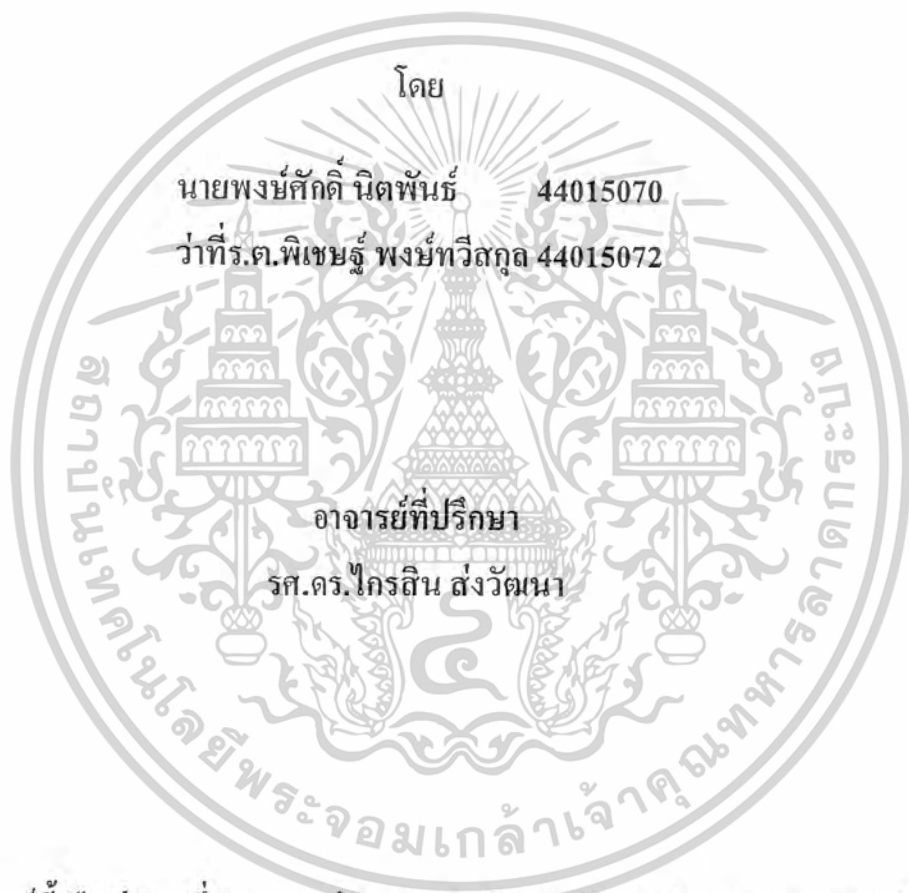 โดย
นายพงษ์ศักดิ์ นิตพันธ์ 44015070
ว่าที่ร.ต.พิเชษฐ์ พงษ์ทวีสกุล 44015072
อาจารย์ที่ปรึกษา
รศ.ดร.ไกรสิน ส่งวัฒนา
สถาบันเทคโนโลยีพระจอมเกล้าเจ้าคุณทหารลาดกระบัง